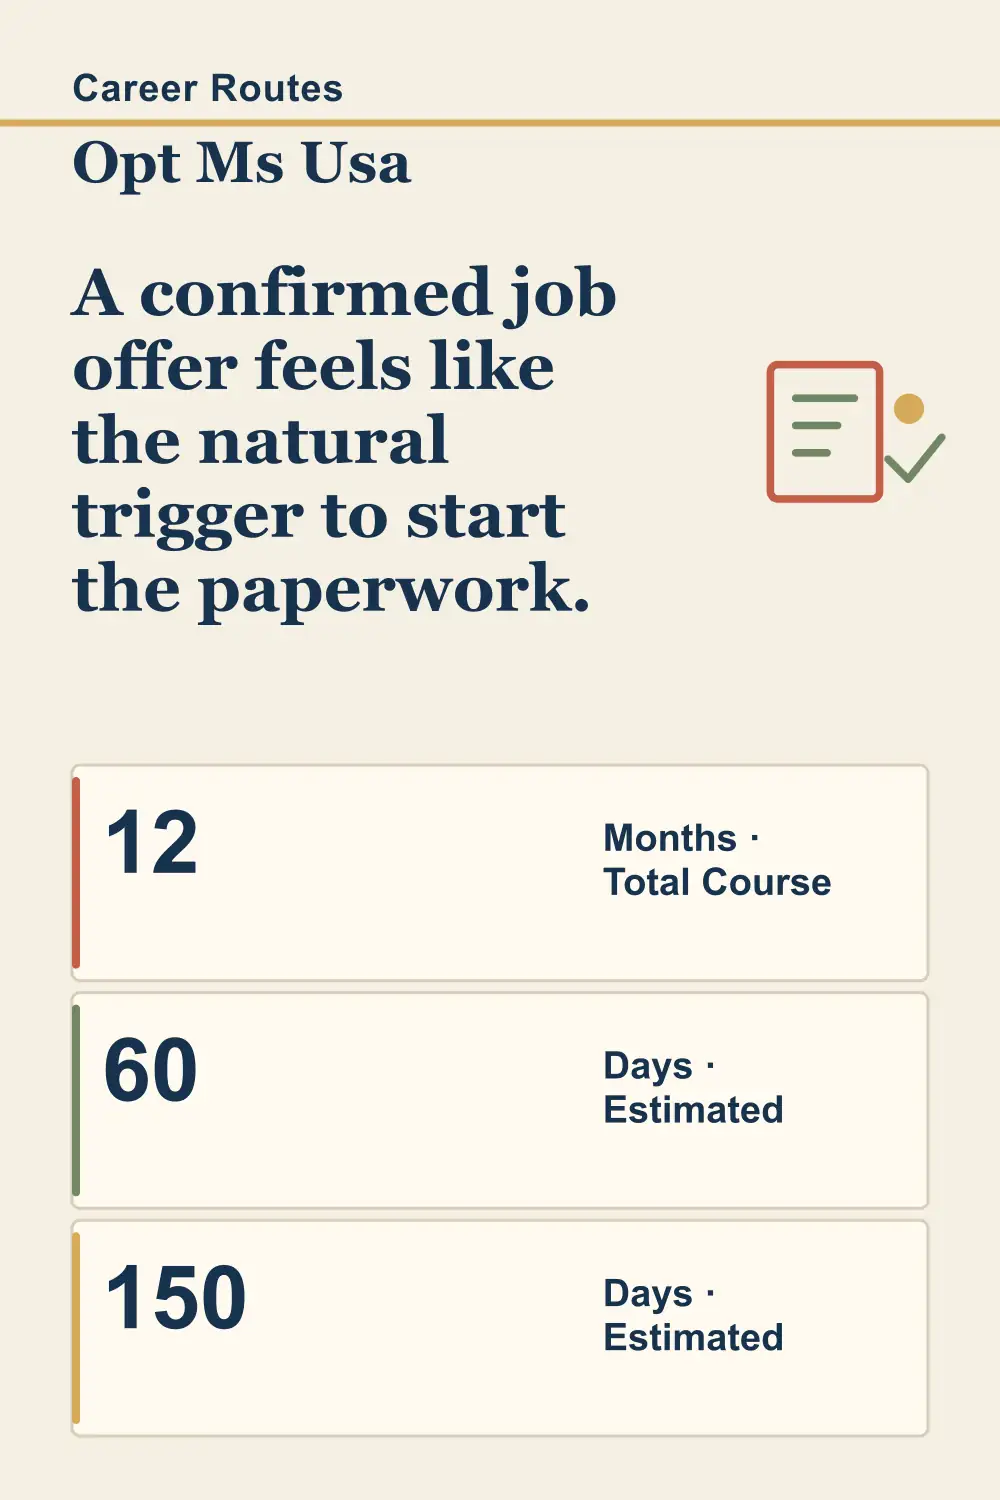 Career Routes
Opt Ms Usa
A confirmed job
offer feels like
the natural
trigger to start
the paperwork.
12
Months ·
Total Course
60
Days ·
Estimated
150
Days ·
Estimated